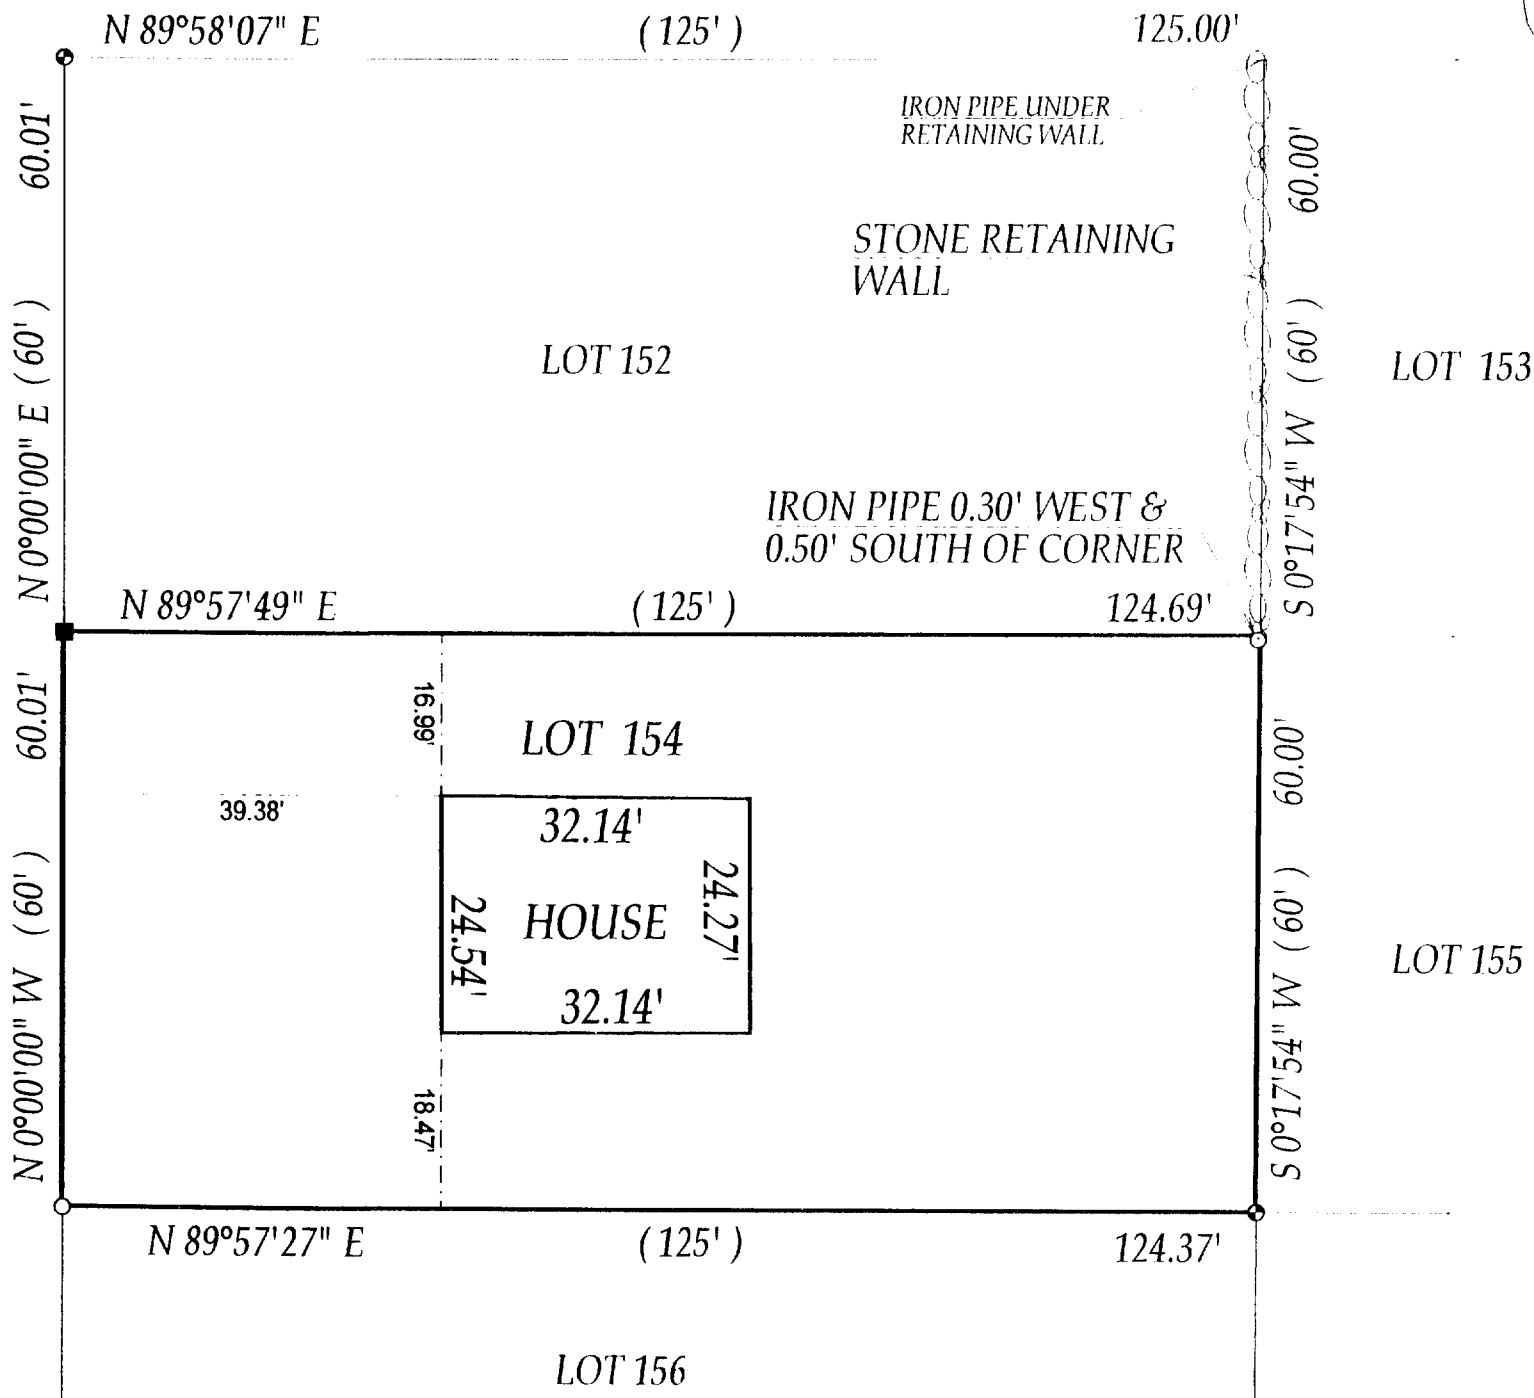 N 89°58'07" E ( 125' ) 125.00'
60.01'
N 0°00'00" E ( 60' )
IRON PIPE UNDER
RETAINING WALL
60.00'
S 0°17'54" W ( 60' )
STONE RETAINING
WALL
LOT 152
LOT 153
IRON PIPE 0.30' WEST &
0.50' SOUTH OF CORNER
N 89°57'49" E ( 125' ) 124.69'
60.01'
N 0°00'00" W ( 60' )
16.99'
LOT 154
60.00'
S 0°17'54" W ( 60' )
39.38'
32.14'
24.27'
24.54'
HOUSE
32.14'
LOT 155
18.47'
N 89°57'27" E ( 125' ) 124.37'
LOT 156